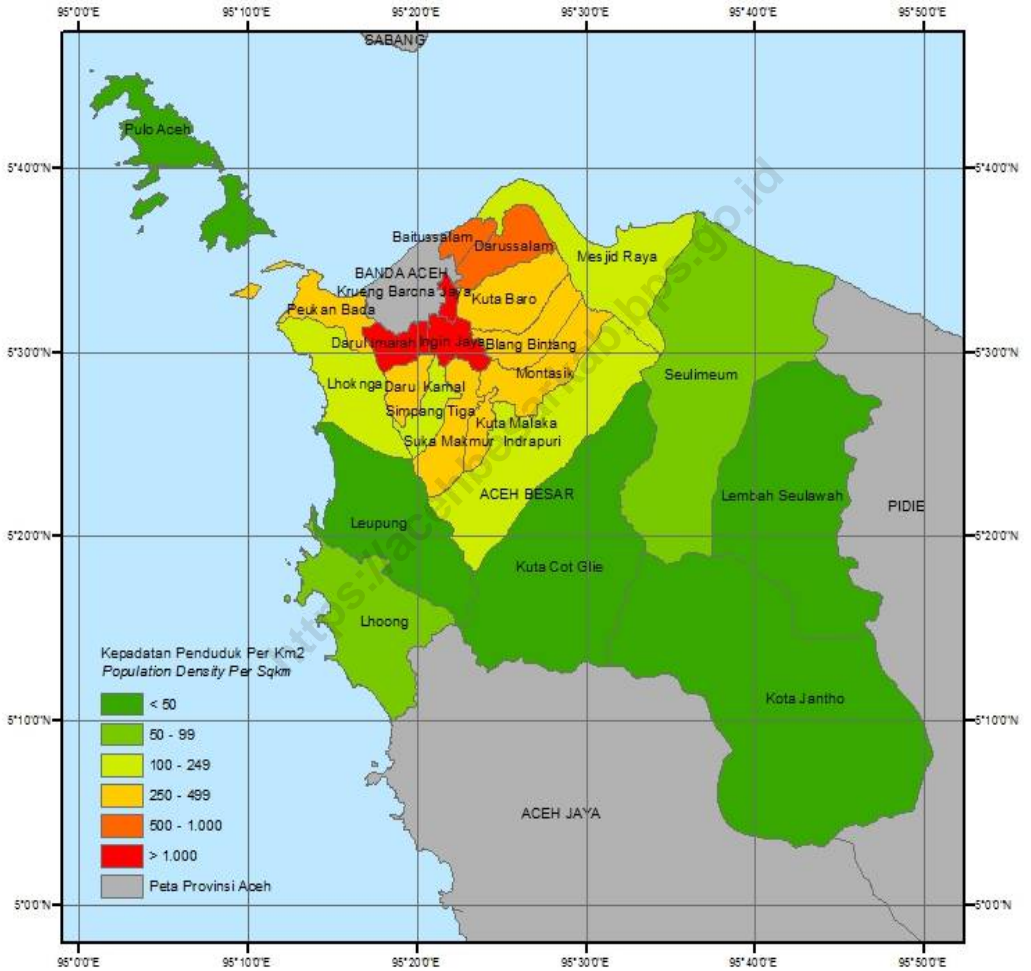 95°0'0"E 95°10'0"E 95°20'0"E 95°30'0"E 95°40'0"E 95°50'0"E
SABANG
Pulo Aceh
5°40'0"N 5°40'0"N
Baitussalam
Darussalam
Mesjid Raya
BANDA ACEH
Krueng Barona Jaya
Kuta Baro
Peukan Bada
Darul Imarah Ingin Jaya Blang Bintang
5°30'0"N 5°30'0"N
Montasik
Seulimeum
Lhoknga Daru Kamal
Simpang Tiga
Kuta Malaka
Suka Makmur Indrapuri
ACEH BESAR
Lembah Seulawah
PIDIE
Leupung
5°20'0"N 5°20'0"N
Kuta Cot Glie
Lhoong
Kota Jantho
5°10'0"N 5°10'0"N
ACEH JAYA
5°0'0"N 5°0'0"N
Kepadatan Penduduk Per Km2
Population Density Per Sqkm
< 50
50 - 99
100 - 249
250 - 499
500 - 1.000
> 1.000
Peta Provinsi Aceh
95°0'0"E 95°10'0"E 95°20'0"E 95°30'0"E 95°40'0"E 95°50'0"E
https://acehbesarkab.bps.go.id